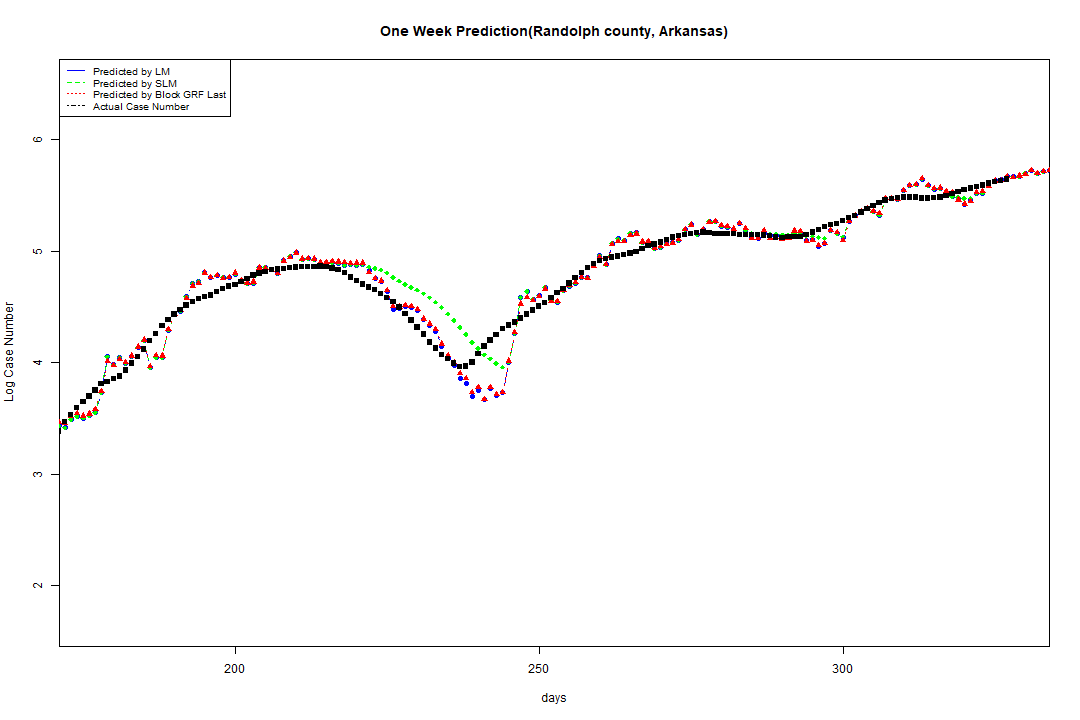 One Week Prediction(Randolph county, Arkansas)
Predicted by LM
Predicted by SLM
Predicted by Block GRF Last
Actual Case Number
6
5
4
3
2
Log Case Number
200
250
300
days